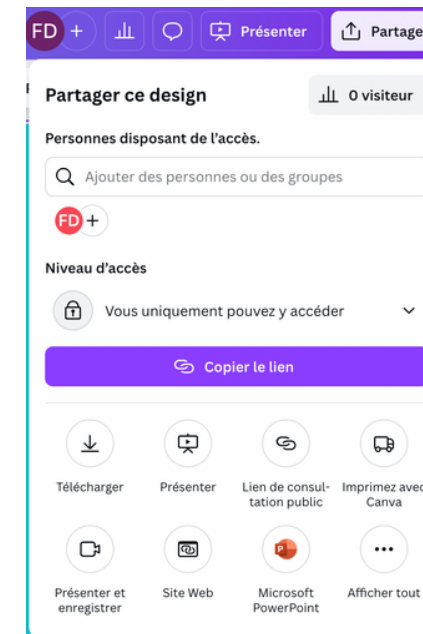 FD + Présenter Partage
Partager ce design 0 visiteur
Personnes disposant de l’accès.
Ajouter des personnes ou des groupes
FD +
Niveau d’accès
Vous uniquement pouvez y accéder
Copier le lien
Télécharger Présenter Lien de consul- Imprimez avec
tation public Canva
Présenter et Site Web Microsoft Afficher tout
enregistrer PowerPoint